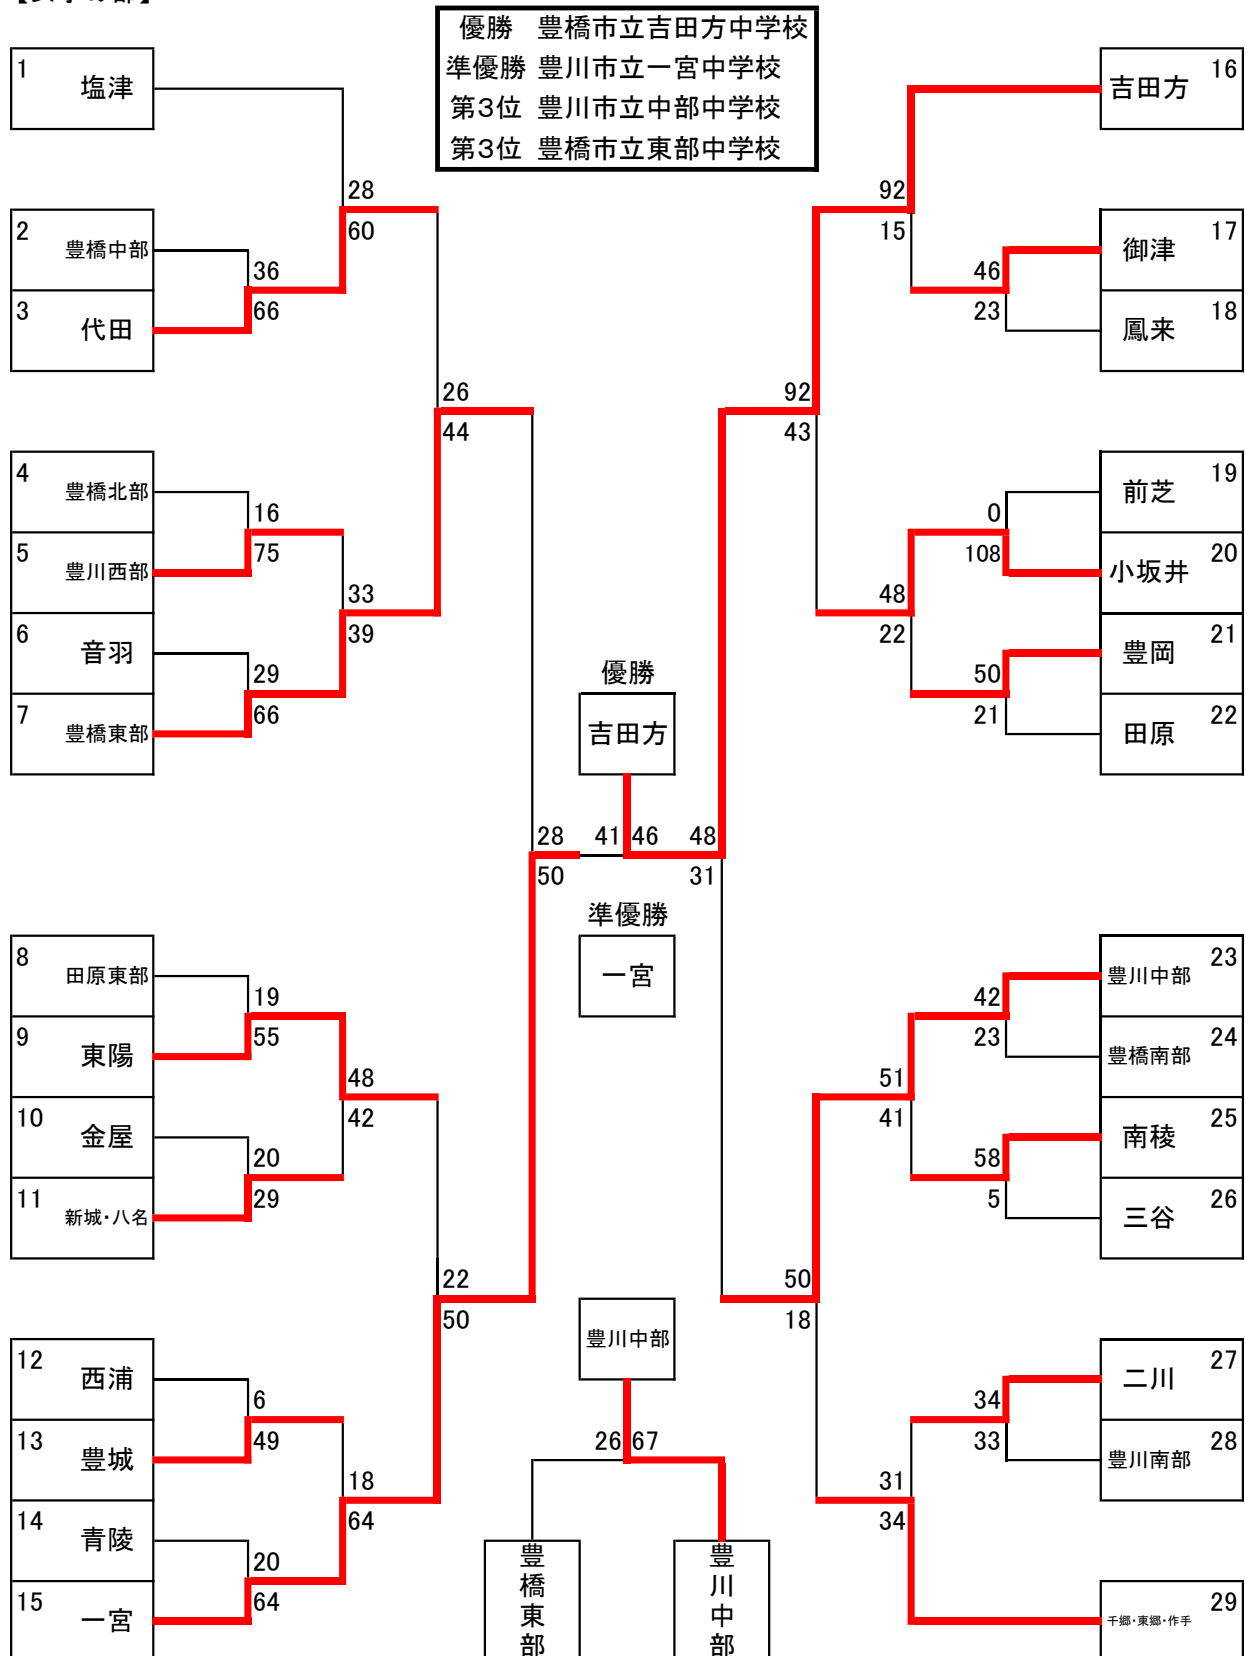 優勝 豊橋市立吉田方中学校
準優勝 豊川市立一宮中学校
第3位 豊川市立中部中学校
第3位 豊橋市立東部中学校
1 塩津
2 豊橋中部
3 代田
4 豊橋北部
5 豊川西部
6 音羽
7 豊橋東部
8 田原東部
9 東陽
10 金屋
11 新城・八名
12 西浦
13 豊城
14 青陵
15 一宮
36
66
16
75
29
66
19
55
20
29
6
49
20
64
28
60
33
39
48
42
18
64
26
44
22
50
28
50
優勝
吉田方
41 46
準優勝
一宮
豊川中部
26 67
豊橋東部
豊川中部
48
31
92
43
50
18
92
15
48
22
51
41
31
34
46
23
0
108
50
21
42
23
58
5
34
33
吉田方 16
御津 17
鳳来 18
前芝 19
小坂井 20
豊岡 21
田原 22
豊川中部 23
豊橋南部 24
南稜 25
三谷 26
二川 27
豊川南部 28
千郷・東郷・作手 29